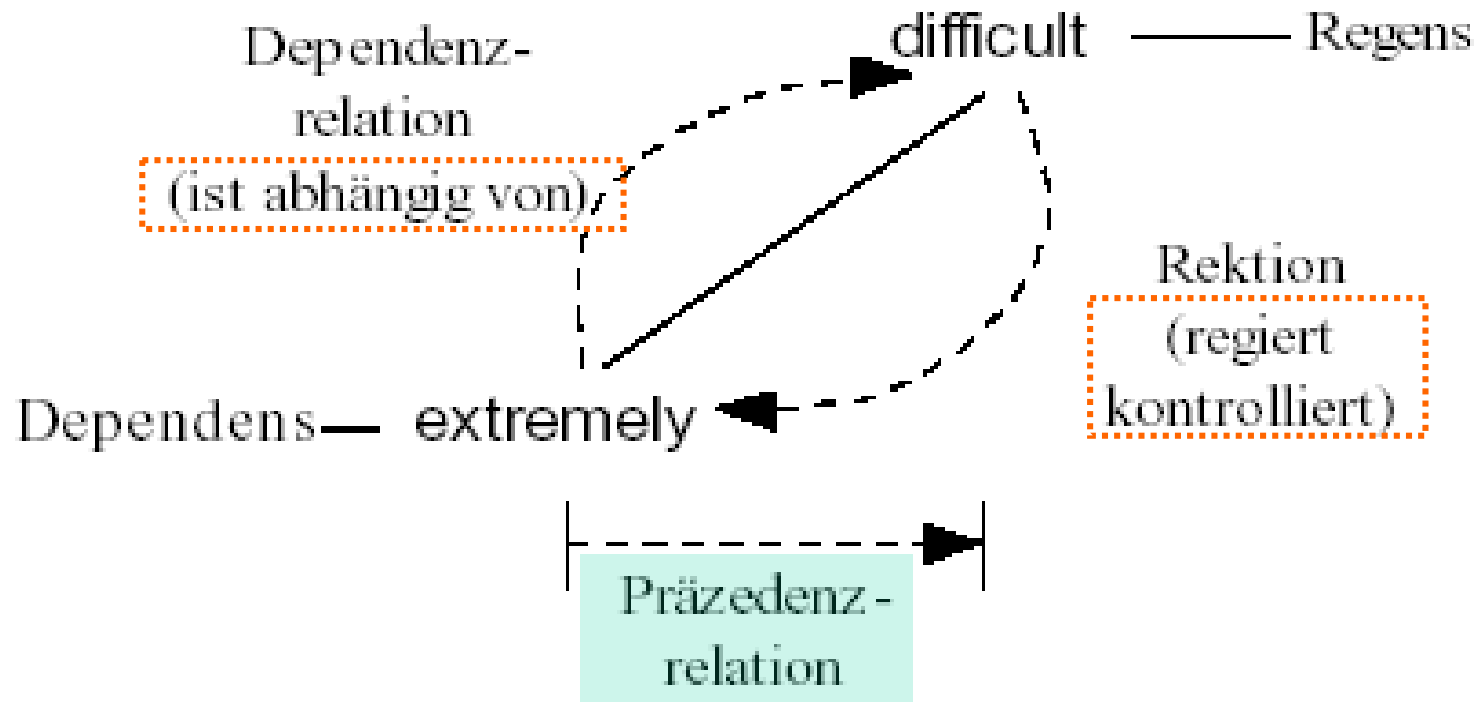 difficult
Regens
Dependenz-
relation
(ist abhängig von)
Rektion
(regiert
kontrolliert)
Dependens
extremely
Präzedenz-
relation